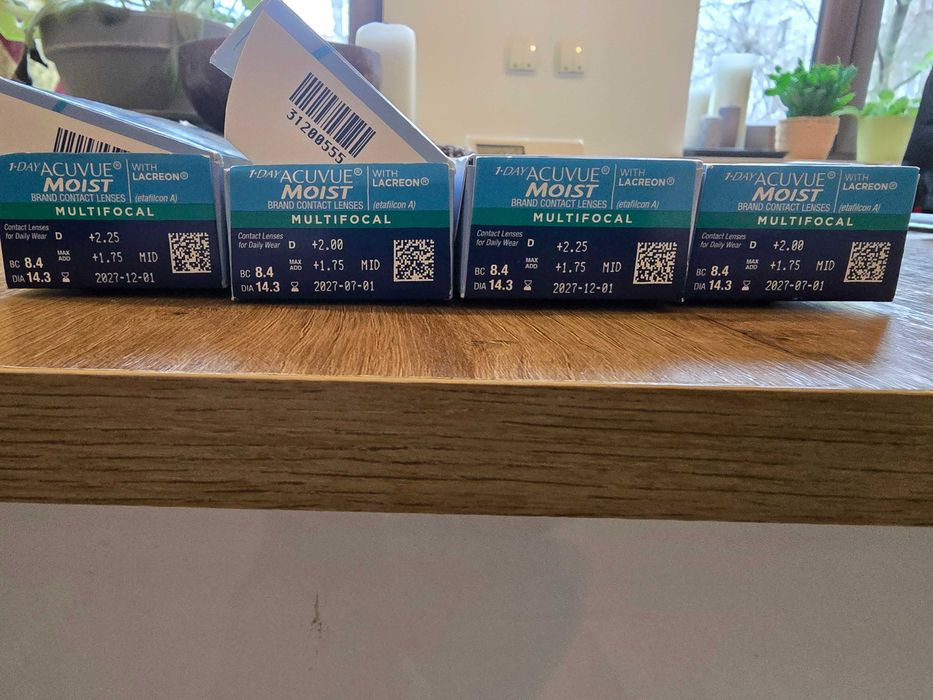 31200555
1·DAY ACUVUE® WITH
MOIST LACREON®
BRAND CONTACT LENSES (etafilcon A)
MULTIFOCAL
Contact Lenses
for Daily Wear D +2.25
MAX ADD +1.75 MID
BC 8.4
DIA 14.3 2027-12-01
1·DAY ACUVUE® WITH
MOIST LACREON®
BRAND CONTACT LENSES (etafilcon A)
MULTIFOCAL
Contact Lenses
for Daily Wear D +2.00
MAX ADD +1.75 MID
BC 8.4
DIA 14.3 2027-07-01
1·DAY ACUVUE® WITH
MOIST LACREON®
BRAND CONTACT LENSES (etafilcon A)
MULTIFOCAL
Contact Lenses
for Daily Wear D +2.25
MAX ADD +1.75 MID
BC 8.4
DIA 14.3 2027-12-01
1·DAY ACUVUE® WITH
MOIST LACREON®
BRAND CONTACT LENSES (etafilcon A)
MULTIFOCAL
Contact Lenses
for Daily Wear D +2.00
MAX ADD +1.75 MID
BC 8.4
DIA 14.3 2027-07-01